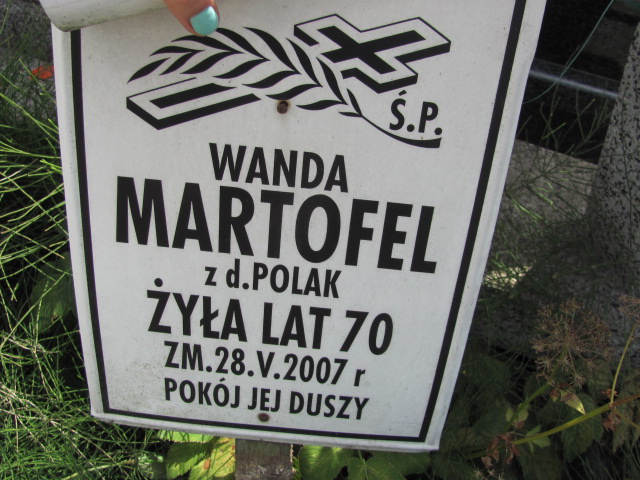 Ś.P.
WANDA
MARTOFEL
z d.POLAK
ŻYŁA LAT 70
ZM.28.V.2007 r
POKÓJ JEJ DUSZY